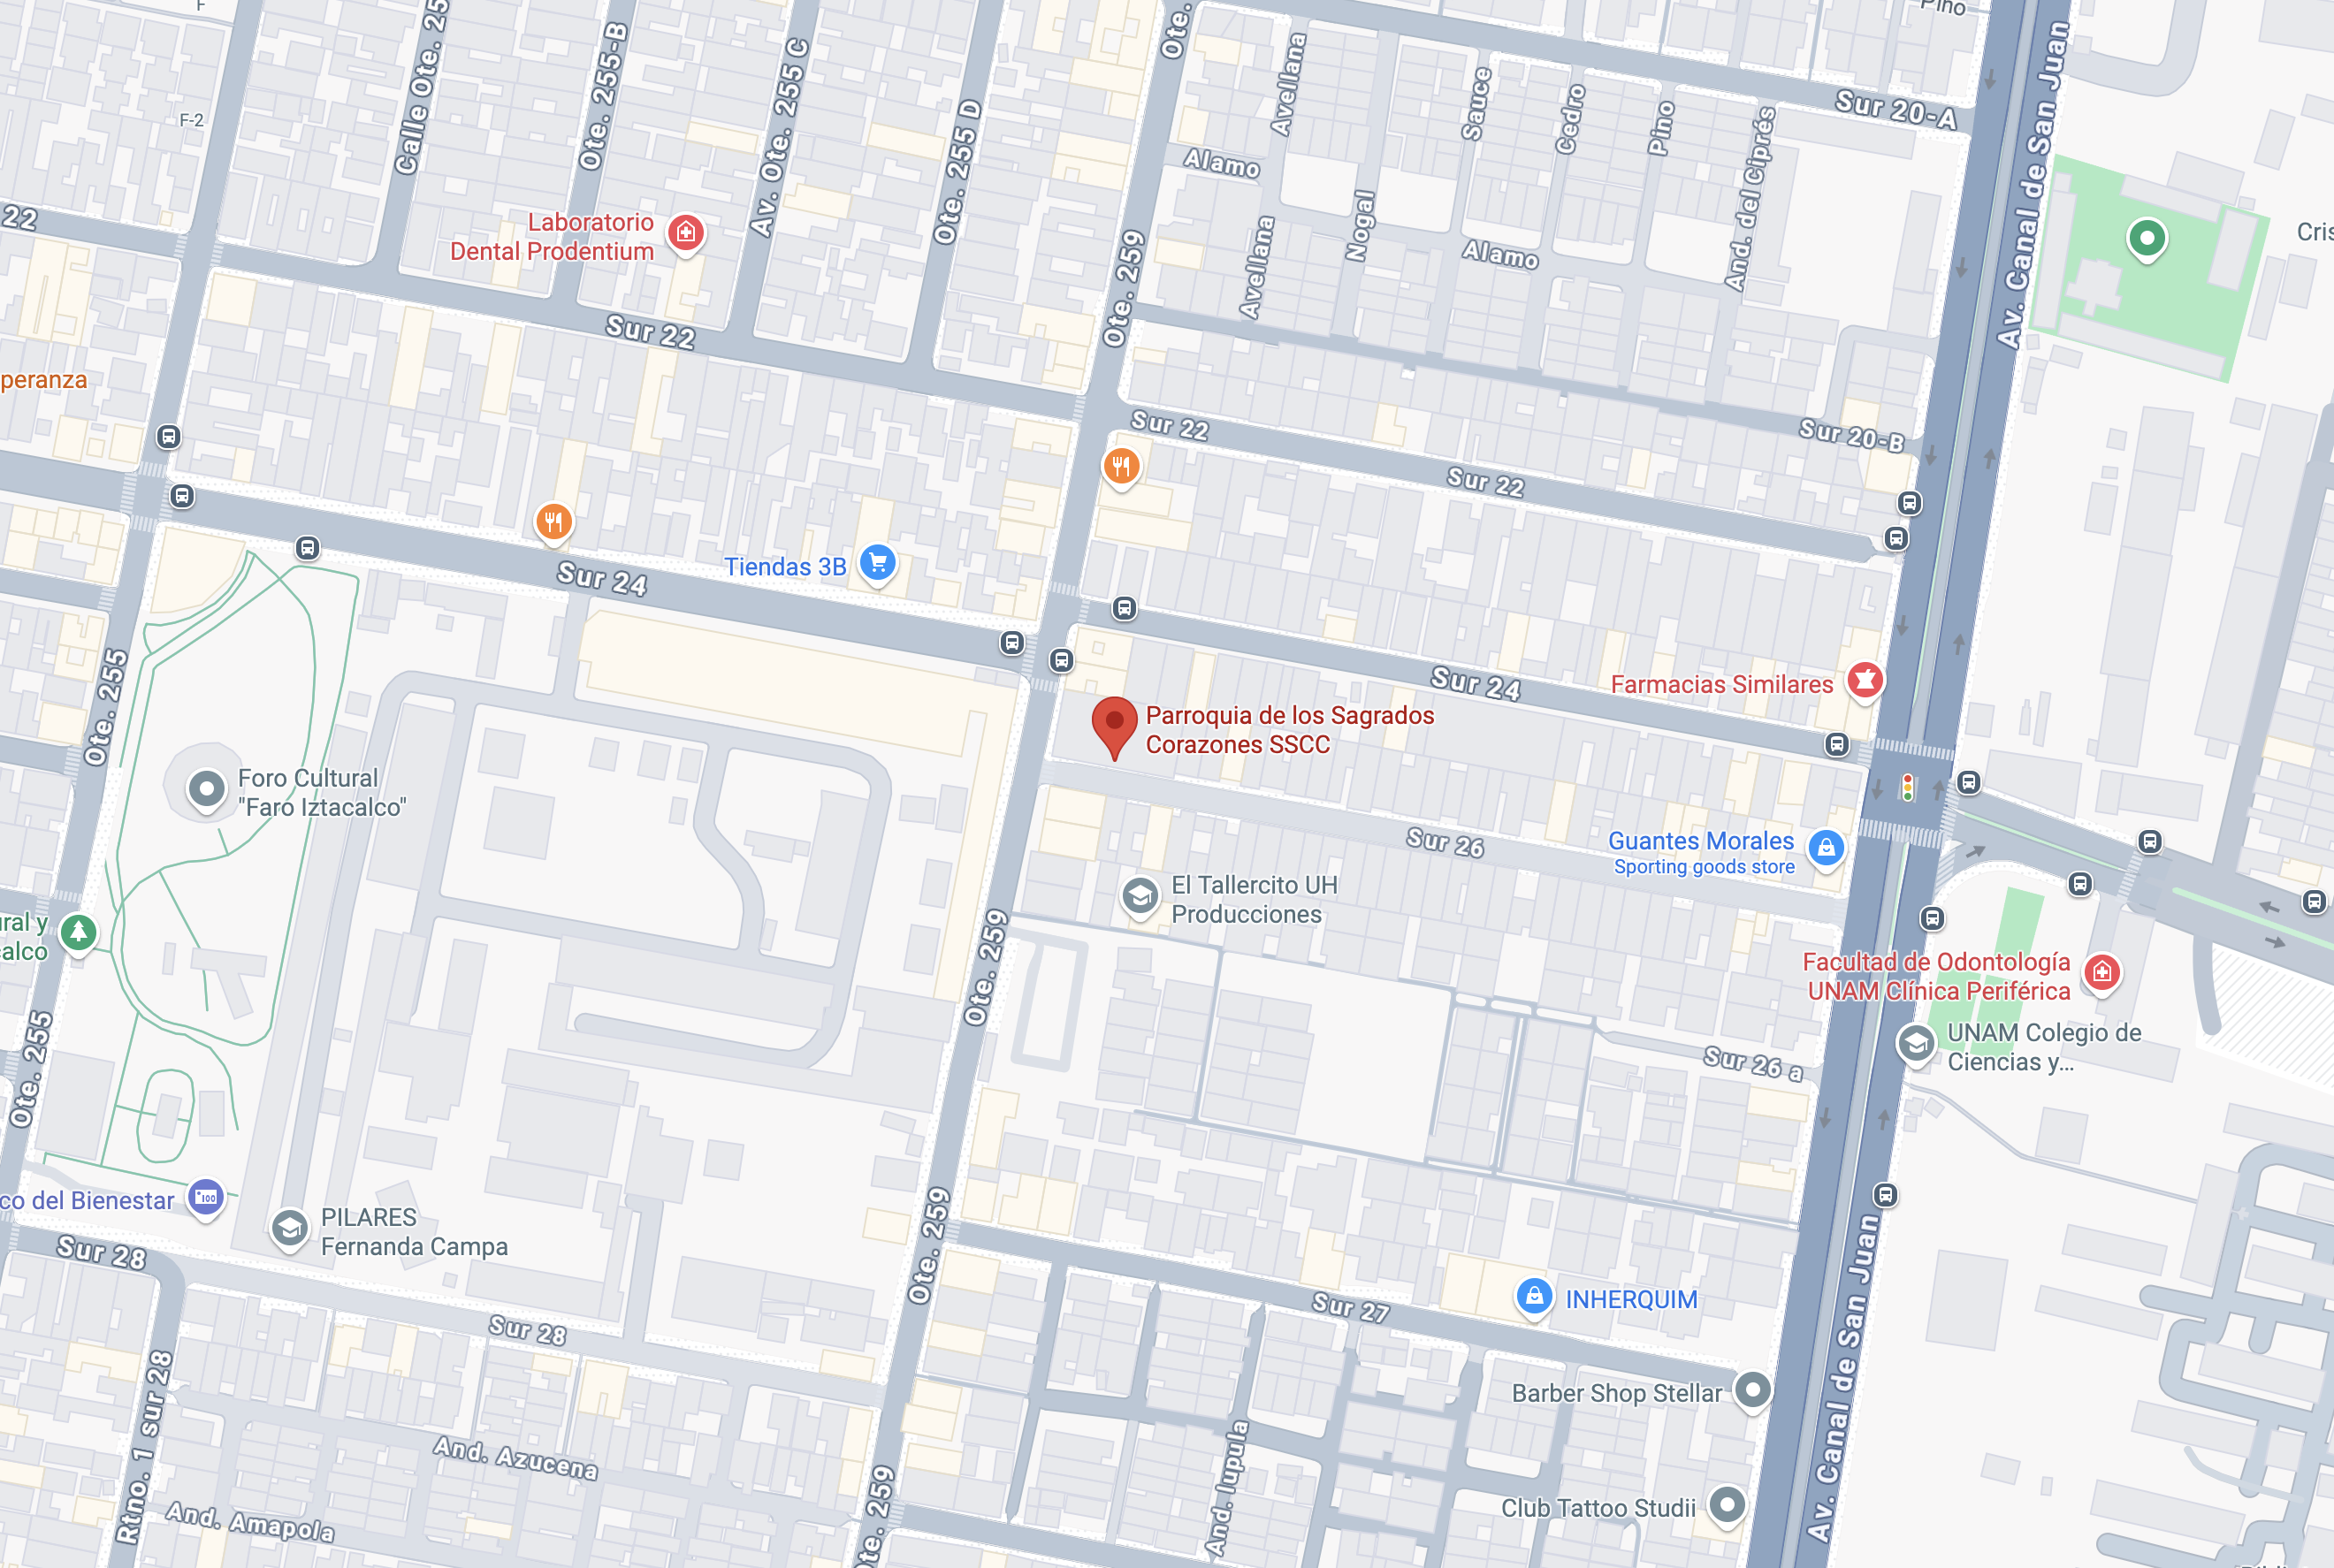 Pino
F
Calle Ote. 25
Ote. 255-B
Av. Ote. 255 C
Ote. 255 D
Ote.
Avellana
Sauce
Cedro
Pino
And. del Ciprés
Sur 20-A
Av. Canal de San Juan
F-2
Alamo
22
Laboratorio
Dental Prodentium
Avellana
Nogal
Alamo
Cris
Sur 22
Ote. 259
peranza
Sur 22
Sur 20-B
Sur 22
Sur 24
Tiendas 3B
Ote. 255
Sur 24
Farmacias Similares
Parroquia de los Sagrados
Corazones SSCC
Foro Cultural
"Faro Iztacalco"
Sur 26
Guantes Morales
Sporting goods store
El Tallercito UH
Producciones
ral y
alco
Ote. 259
Facultad de Odontología
UNAM Clínica Periférica
UNAM Colegio de
Ciencias y...
Ote. 255
Sur 26 a
co del Bienestar
PILARES
Fernanda Campa
Sur 28
Ote. 259
Sur 28
Sur 27
INHERQUIM
Av. Canal de San Juan
Barber Shop Stellar
Rtno. 1 sur 28
And. Azucena
And. Amapola
Ote. 259
And. lupula
Club Tattoo Studii